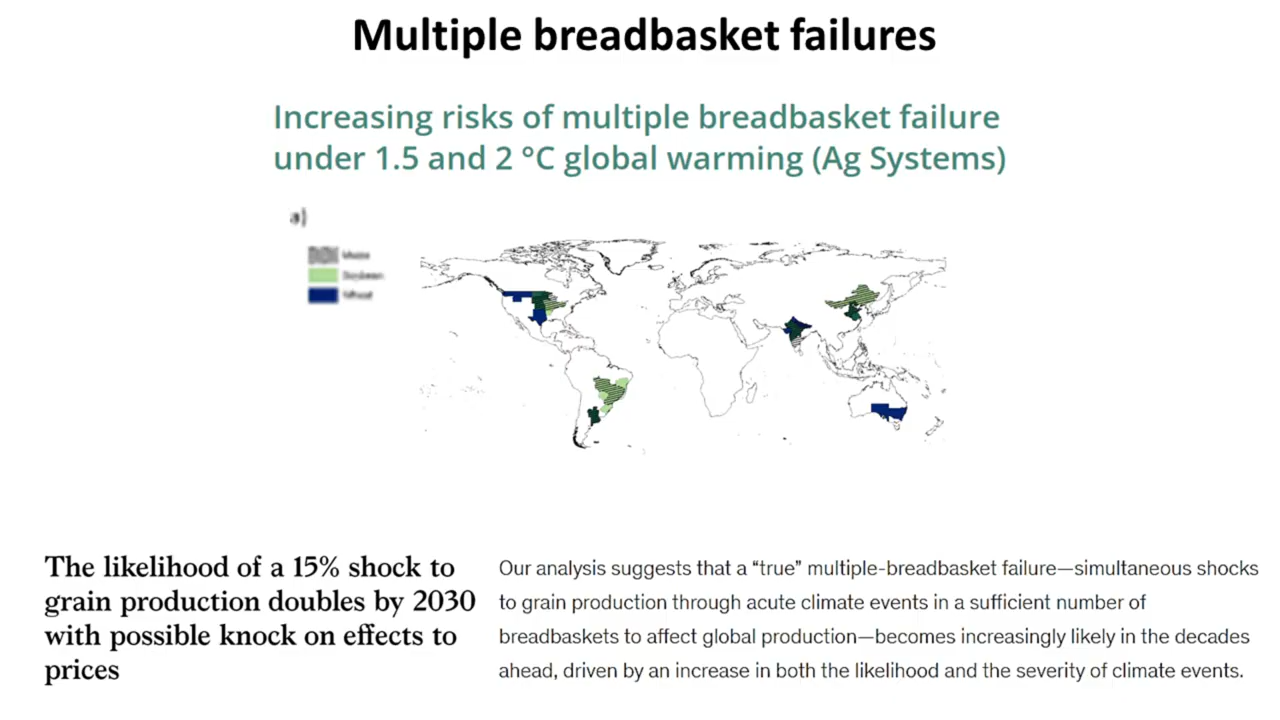 Multiple breadbasket failures
Increasing risks of multiple breadbasket failure
under 1.5 and 2 °C global warming (Ag Systems)
a)
Maize
Soybean
Wheat
The likelihood of a 15% shock to
grain production doubles by 2030
with possible knock on effects to
prices
Our analysis suggests that a “true” multiple-breadbasket failure—simultaneous shocks
to grain production through acute climate events in a sufficient number of
breadbaskets to affect global production—becomes increasingly likely in the decades
ahead, driven by an increase in both the likelihood and the severity of climate events.